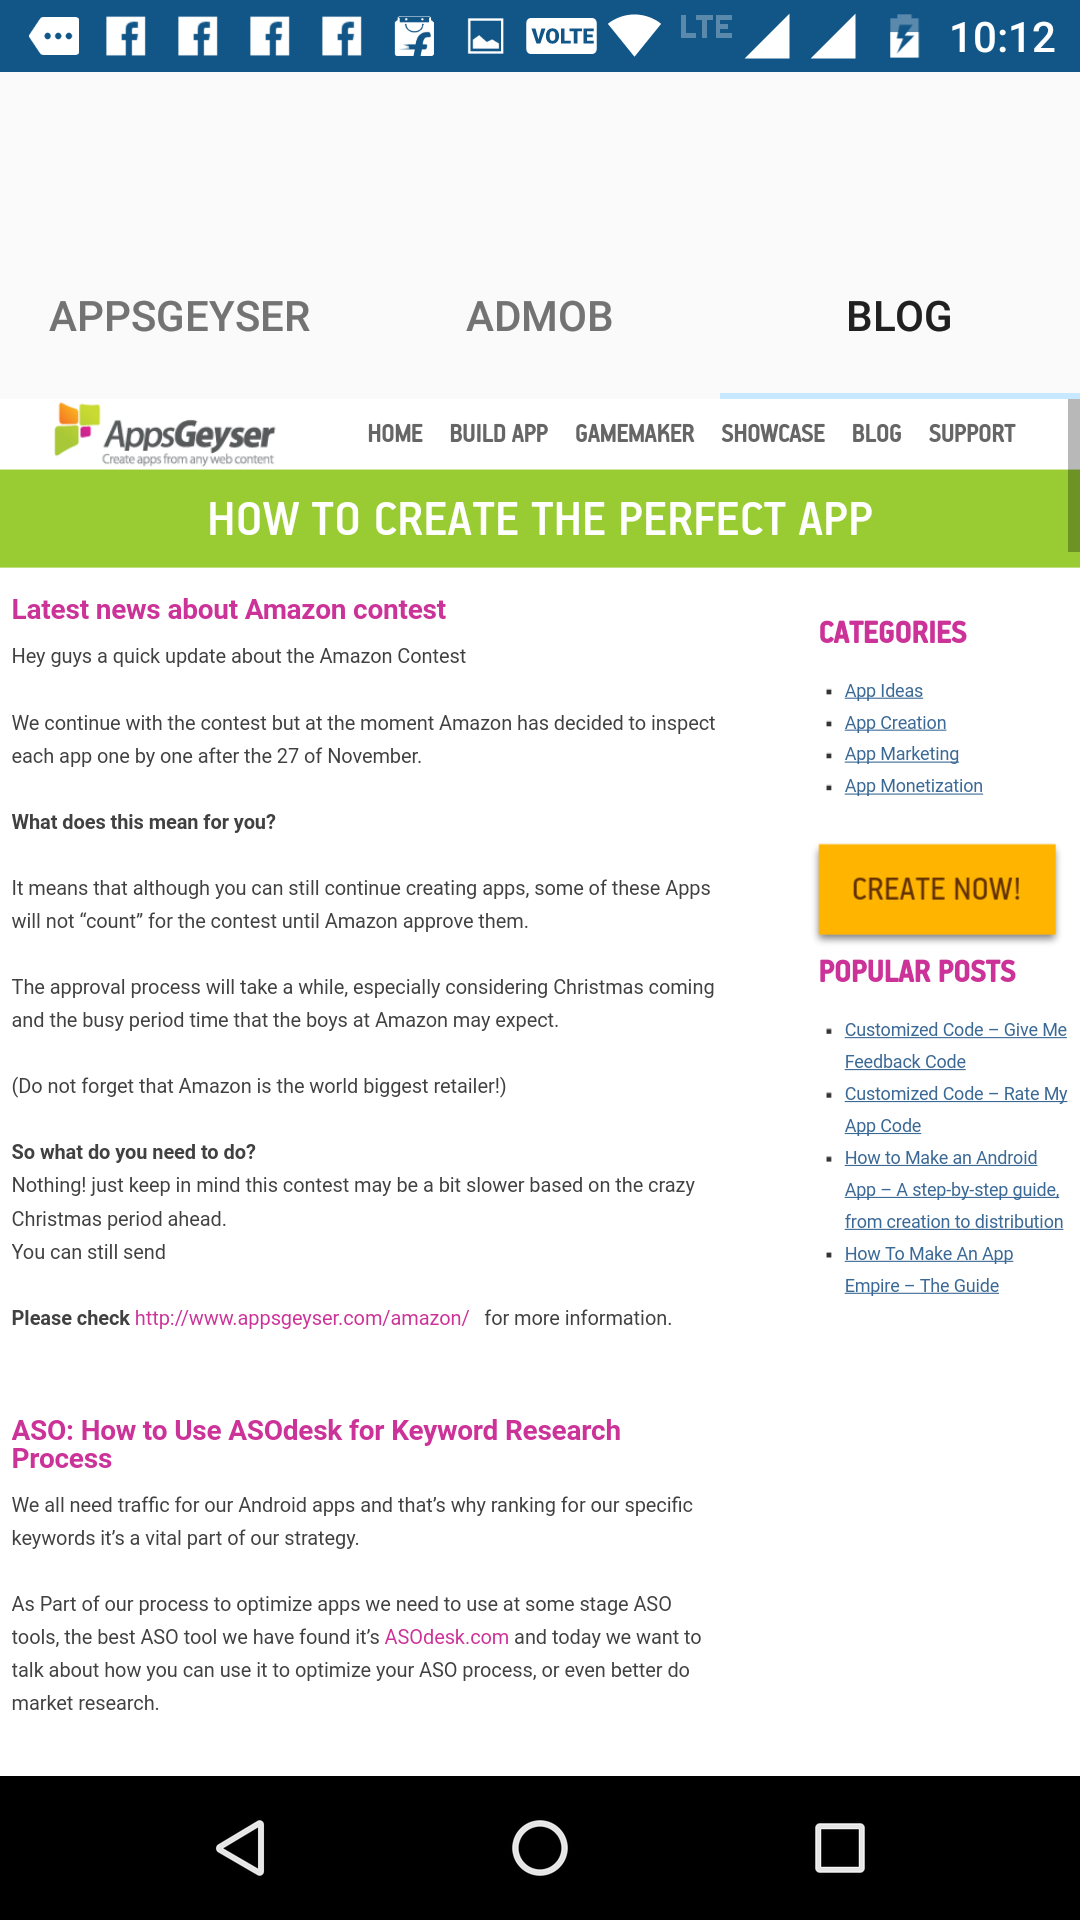 VOLTE LTE 10:12
APPSGEYSER ADMOB BLOG
AppsGeyser
Create apps from any web content
HOME BUILD APP GAMEMAKER SHOWCASE BLOG SUPPORT
HOW TO CREATE THE PERFECT APP
Latest news about Amazon contest
Hey guys a quick update about the Amazon Contest
We continue with the contest but at the moment Amazon has decided to inspect
each app one by one after the 27 of November.
What does this mean for you?
It means that although you can still continue creating apps, some of these Apps
will not “count” for the contest until Amazon approve them.
The approval process will take a while, especially considering Christmas coming
and the busy period time that the boys at Amazon may expect.
(Do not forget that Amazon is the world biggest retailer!)
So what do you need to do?
Nothing! just keep in mind this contest may be a bit slower based on the crazy
Christmas period ahead.
You can still send
Please check http://www.appsgeyser.com/amazon/ for more information.
ASO: How to Use ASOdesk for Keyword Research
Process
We all need traffic for our Android apps and that’s why ranking for our specific
keywords it’s a vital part of our strategy.
As Part of our process to optimize apps we need to use at some stage ASO
tools, the best ASO tool we have found it’s ASOdesk.com and today we want to
talk about how you can use it to optimize your ASO process, or even better do
market research.
CATEGORIES
App Ideas
App Creation
App Marketing
App Monetization
CREATE NOW!
POPULAR POSTS
Customized Code – Give Me
Feedback Code
Customized Code – Rate My
App Code
How to Make an Android
App – A step-by-step guide,
from creation to distribution
How To Make An App
Empire – The Guide